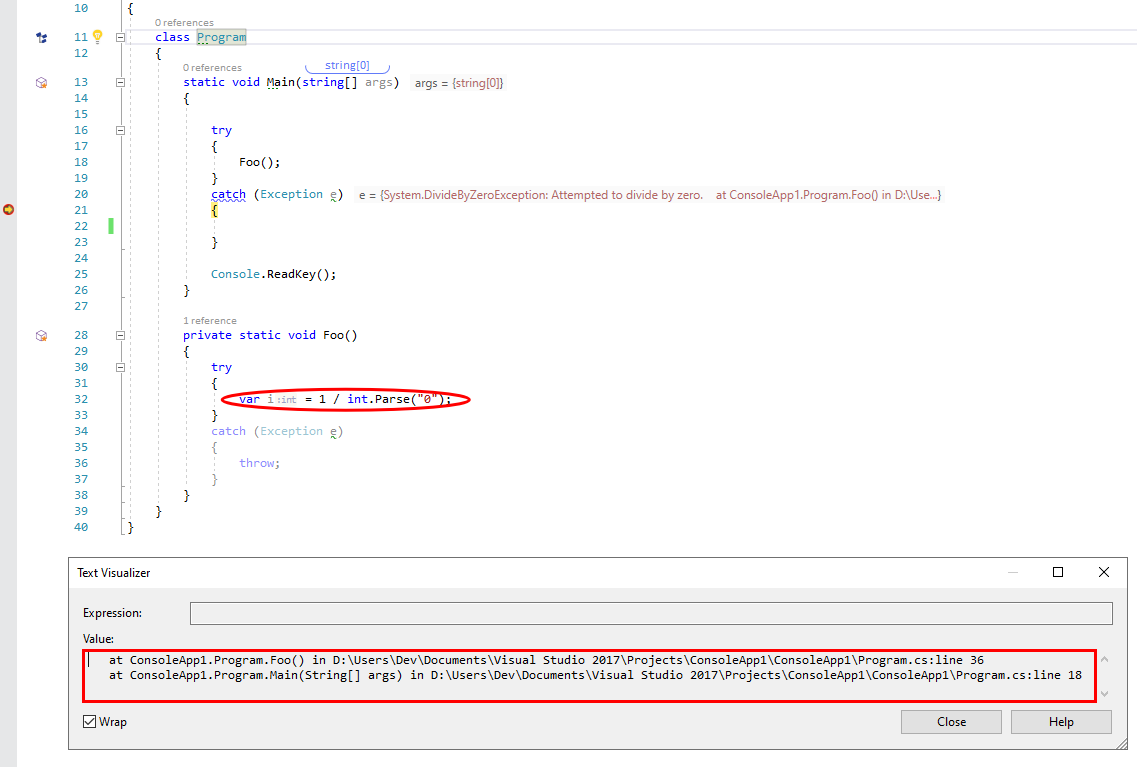 10 {
0 references
11 class Program
12 {
0 references
string[0]
13 static void Main(string[] args) args = {string[0]}
14 {
15
16 try
17 {
18 Foo();
19 }
20 catch (Exception e) e = {System.DivideByZeroException: Attempted to divide by zero. at ConsoleApp1.Program.Foo() in D:\Use...}
21 {
22
23 }
24
25 Console.ReadKey();
26 }
27
1 reference
28 private static void Foo()
29 {
30 try
31 {
32 var i:int = 1 / int.Parse("0");
33 }
34 catch (Exception e)
35 {
36 throw;
37 }
38 }
39 }
40 }
Text Visualizer
Expression:
Value:
at ConsoleApp1.Program.Foo() in D:\Users\Dev\Documents\Visual Studio 2017\Projects\ConsoleApp1\ConsoleApp1\Program.cs:line 36
at ConsoleApp1.Program.Main(String[] args) in D:\Users\Dev\Documents\Visual Studio 2017\Projects\ConsoleApp1\ConsoleApp1\Program.cs:line 18
Wrap Close Help